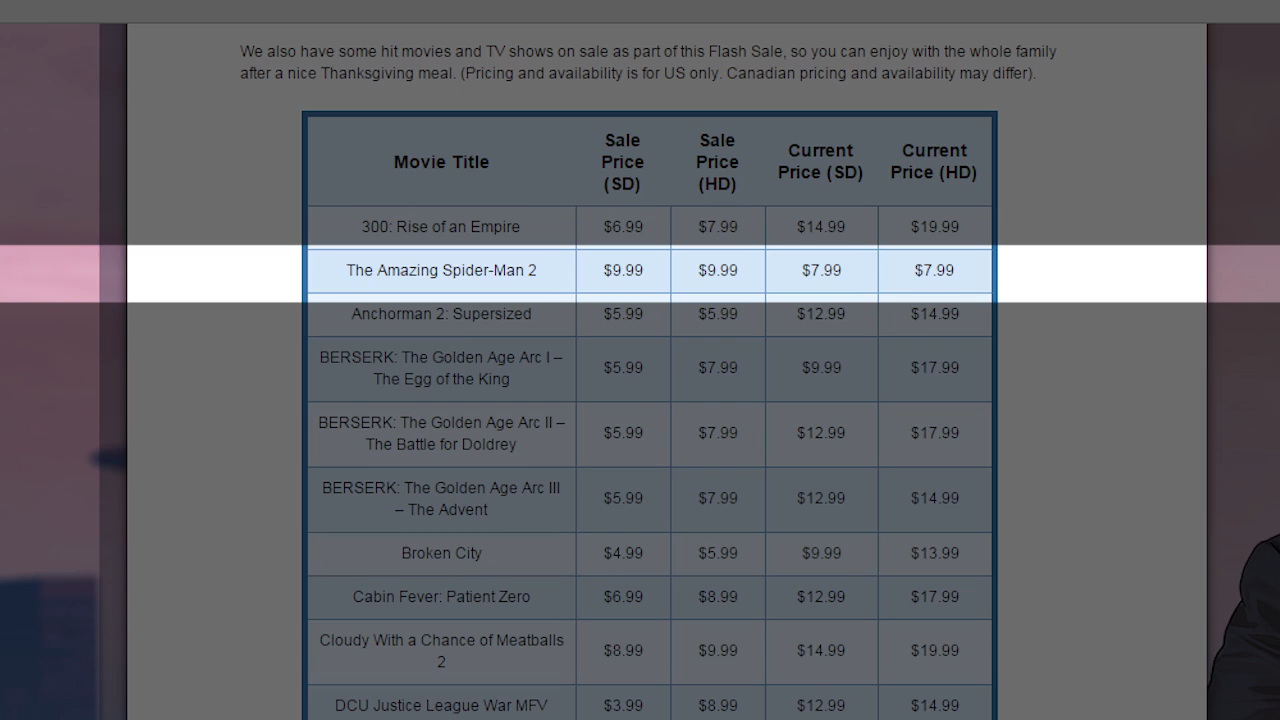 We also have some hit movies and TV shows on sale as part of this Flash Sale, so you can enjoy with the whole family
after a nice Thanksgiving meal. (Pricing and availability is for US only. Canadian pricing and availability may differ).
Movie Title Sale Price (SD) Sale Price (HD) Current Price (SD) Current Price (HD)
300: Rise of an Empire $6.99 $7.99 $14.99 $19.99
The Amazing Spider-Man 2 $9.99 $9.99 $7.99 $7.99
Anchorman 2: Supersized $5.99 $5.99 $12.99 $14.99
BERSERK: The Golden Age Arc I –
The Egg of the King $5.99 $7.99 $9.99 $17.99
BERSERK: The Golden Age Arc II –
The Battle for Doldrey $5.99 $7.99 $12.99 $17.99
BERSERK: The Golden Age Arc III
– The Advent $5.99 $7.99 $12.99 $14.99
Broken City $4.99 $5.99 $9.99 $13.99
Cabin Fever: Patient Zero $6.99 $8.99 $12.99 $17.99
Cloudy With a Chance of Meatballs
2 $8.99 $9.99 $14.99 $19.99
DCU Justice League War MFV $3.99 $8.99 $12.99 $14.99